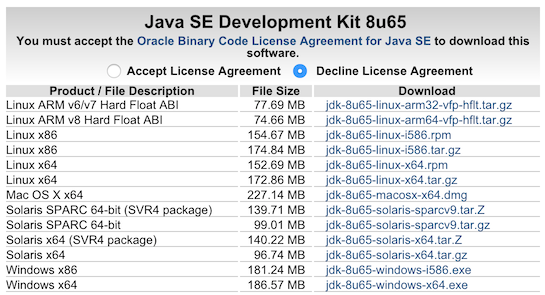 Java SE Development Kit 8u65
You must accept the Oracle Binary Code License Agreement for Java SE to download this
software.
Accept License Agreement Decline License Agreement
Product / File Description File Size Download
Linux ARM v6/v7 Hard Float ABI 77.69 MB jdk-8u65-linux-arm32-vfp-hflt.tar.gz
Linux ARM v8 Hard Float ABI 74.66 MB jdk-8u65-linux-arm64-vfp-hflt.tar.gz
Linux x86 154.67 MB jdk-8u65-linux-i586.rpm
Linux x86 174.84 MB jdk-8u65-linux-i586.tar.gz
Linux x64 152.69 MB jdk-8u65-linux-x64.rpm
Linux x64 172.86 MB jdk-8u65-linux-x64.tar.gz
Mac OS X x64 227.14 MB jdk-8u65-macosx-x64.dmg
Solaris SPARC 64-bit (SVR4 package) 139.71 MB jdk-8u65-solaris-sparcv9.tar.Z
Solaris SPARC 64-bit 99.01 MB jdk-8u65-solaris-sparcv9.tar.gz
Solaris x64 (SVR4 package) 140.22 MB jdk-8u65-solaris-x64.tar.Z
Solaris x64 96.74 MB jdk-8u65-solaris-x64.tar.gz
Windows x86 181.24 MB jdk-8u65-windows-i586.exe
Windows x64 186.57 MB jdk-8u65-windows-x64.exe